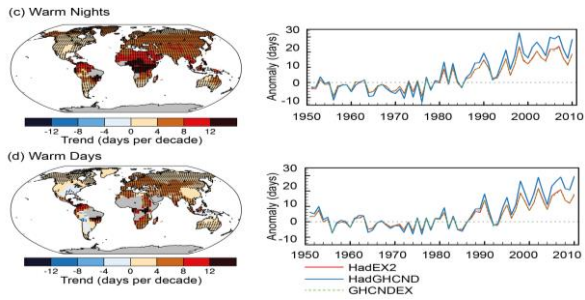 (c) Warm Nights
-12 -8 -4 0 4 8 12
Trend (days per decade)
Anomaly (days)
30
20
10
0
-10
1950 1960 1970 1980 1990 2000 2010
(d) Warm Days
-12 -8 -4 0 4 8 12
Trend (days per decade)
Anomaly (days)
30
20
10
0
10
1950 1960 1970 1980 1990 2000 2010
HadEX2
HadGHCND
GHCNDEX